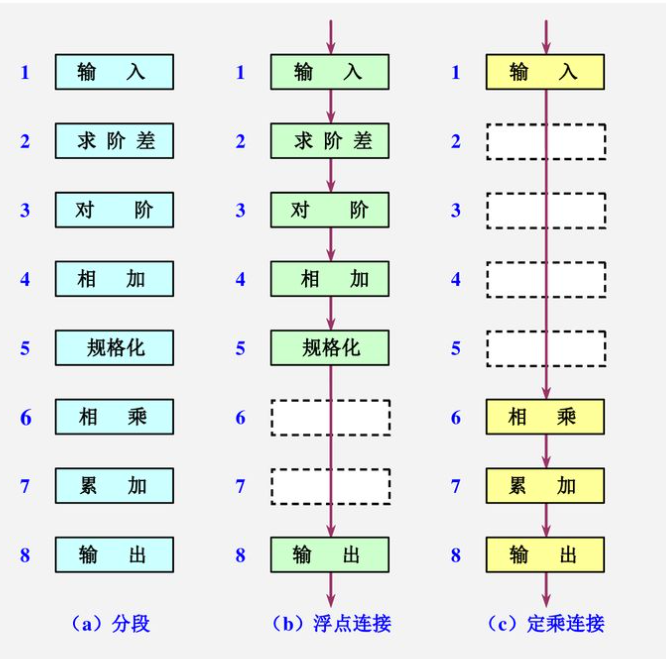 1 输 入
2 求 阶 差
3 对 阶
4 相 加
5 规格化
6 相 乘
7 累 加
8 输 出
（a）分段
1 输 入
2 求 阶 差
3 对 阶
4 相 加
5 规格化
6
7
8 输 出
（b）浮点连接
1 输 入
2
3
4
5
6 相 乘
7 累 加
8 输 出
（c）定乘连接